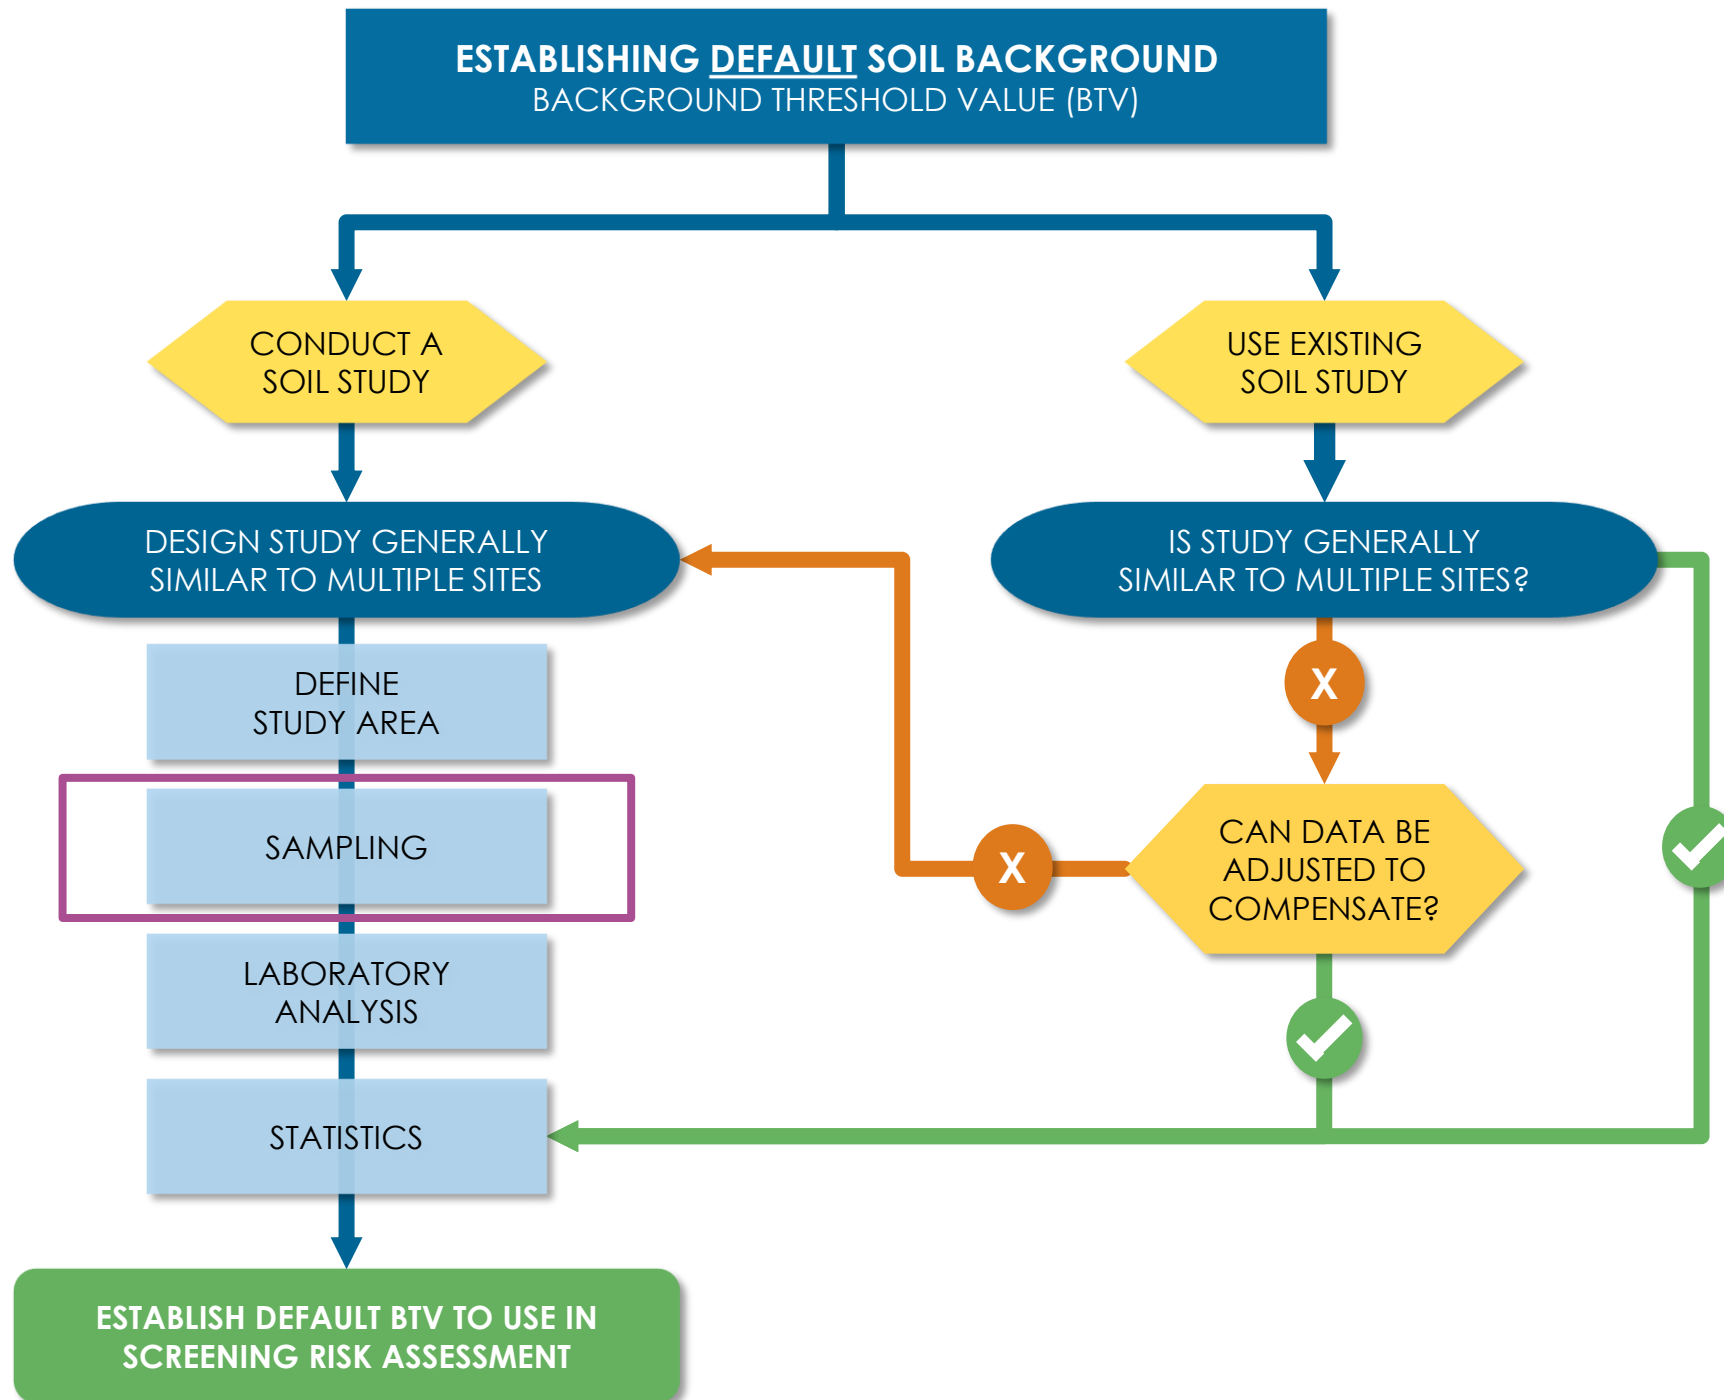 ESTABLISHING DEFAULT SOIL BACKGROUND
BACKGROUND THRESHOLD VALUE (BTV)
CONDUCT A
SOIL STUDY
USE EXISTING
SOIL STUDY
DESIGN STUDY GENERALLY
SIMILAR TO MULTIPLE SITES
IS STUDY GENERALLY
SIMILAR TO MULTIPLE SITES?
DEFINE
STUDY AREA
X
SAMPLING
CAN DATA BE
ADJUSTED TO
COMPENSATE?
X
LABORATORY
ANALYSIS
STATISTICS
ESTABLISH DEFAULT BTV TO USE IN
SCREENING RISK ASSESSMENT